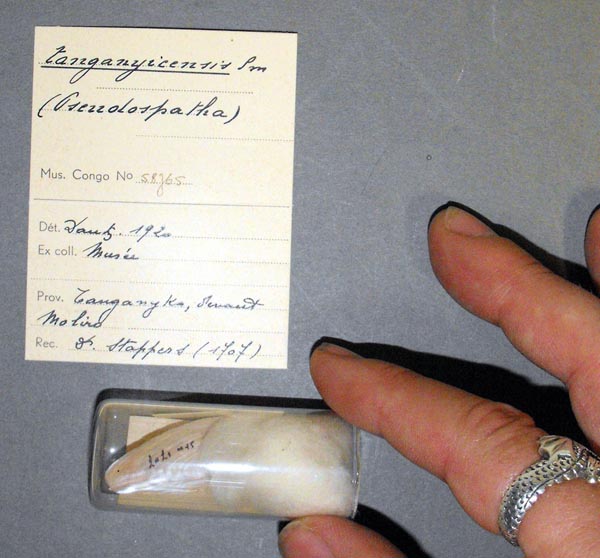 tanganyicensis Sm
(Pseudospatha)
Mus. Congo No 58765
Dét. Dautz. 1920
Ex coll. Musée
Prov. Tanganyka, devant
Moliro
Rec. Dr. Stappers (1707)